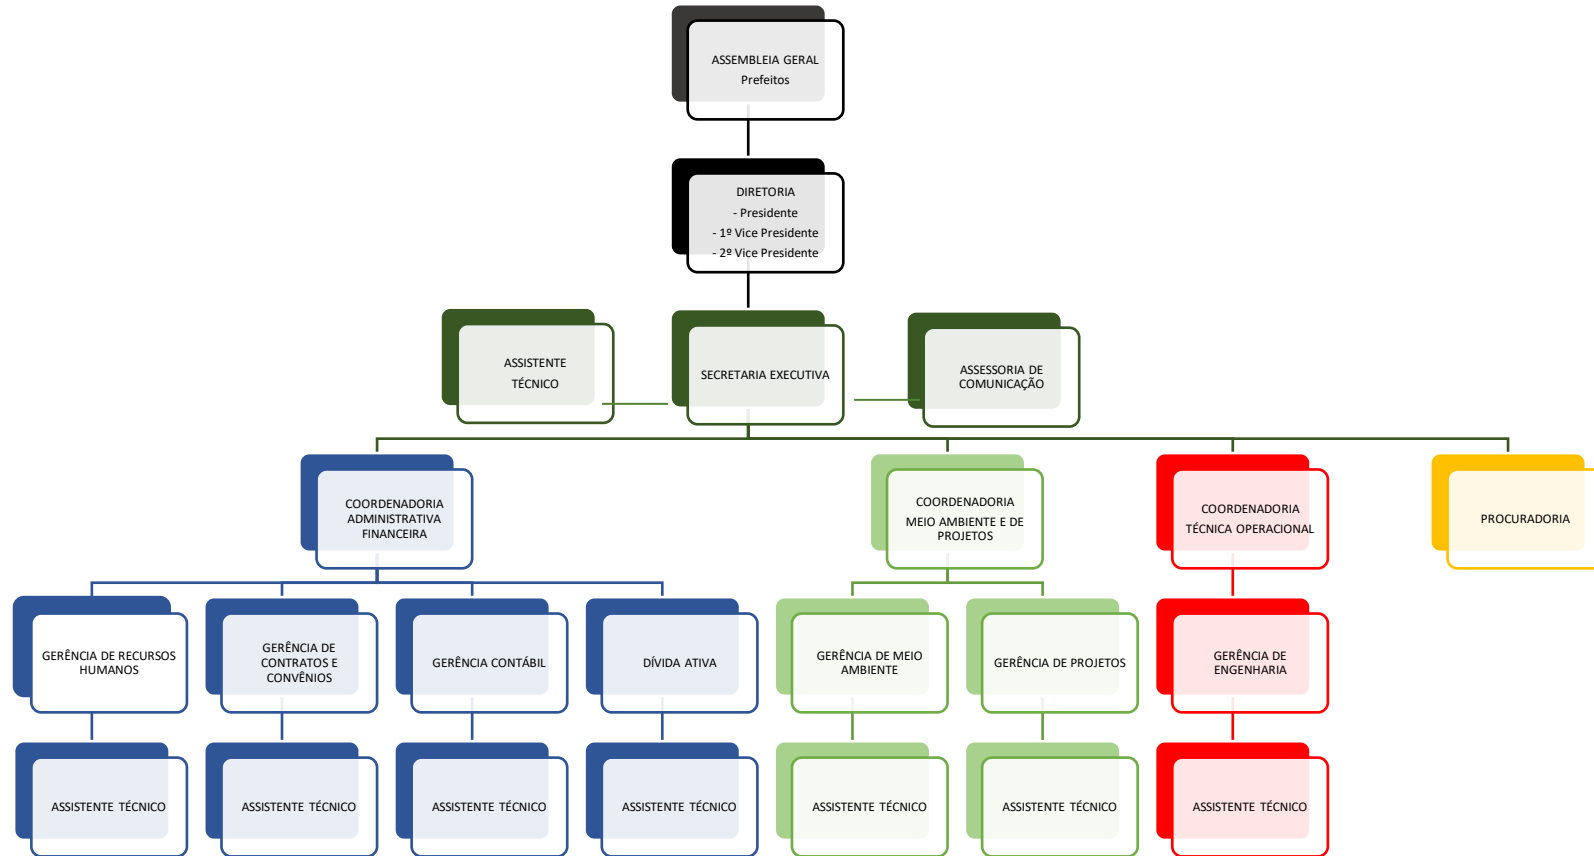 ASSEMBLEIA GERAL
Prefeitos
DIRETORIA
- Presidente
- 1º Vice Presidente
- 2º Vice Presidente
ASSISTENTE
TÉCNICO
SECRETARIA EXECUTIVA
ASSESSORIA DE
COMUNICAÇÃO
COORDENADORIA
ADMINISTRATIVA
FINANCEIRA
COORDENADORIA
MEIO AMBIENTE E DE
PROJETOS
COORDENADORIA
TÉCNICA OPERACIONAL
PROCURADORIA
GERÊNCIA DE RECURSOS
HUMANOS
GERÊNCIA DE
CONTRATOS E
CONVÊNIOS
GERÊNCIA CONTÁBIL
DÍVIDA ATIVA
GERÊNCIA DE MEIO
AMBIENTE
GERÊNCIA DE PROJETOS
GERÊNCIA DE
ENGENHARIA
ASSISTENTE TÉCNICO
ASSISTENTE TÉCNICO
ASSISTENTE TÉCNICO
ASSISTENTE TÉCNICO
ASSISTENTE TÉCNICO
ASSISTENTE TÉCNICO
ASSISTENTE TÉCNICO